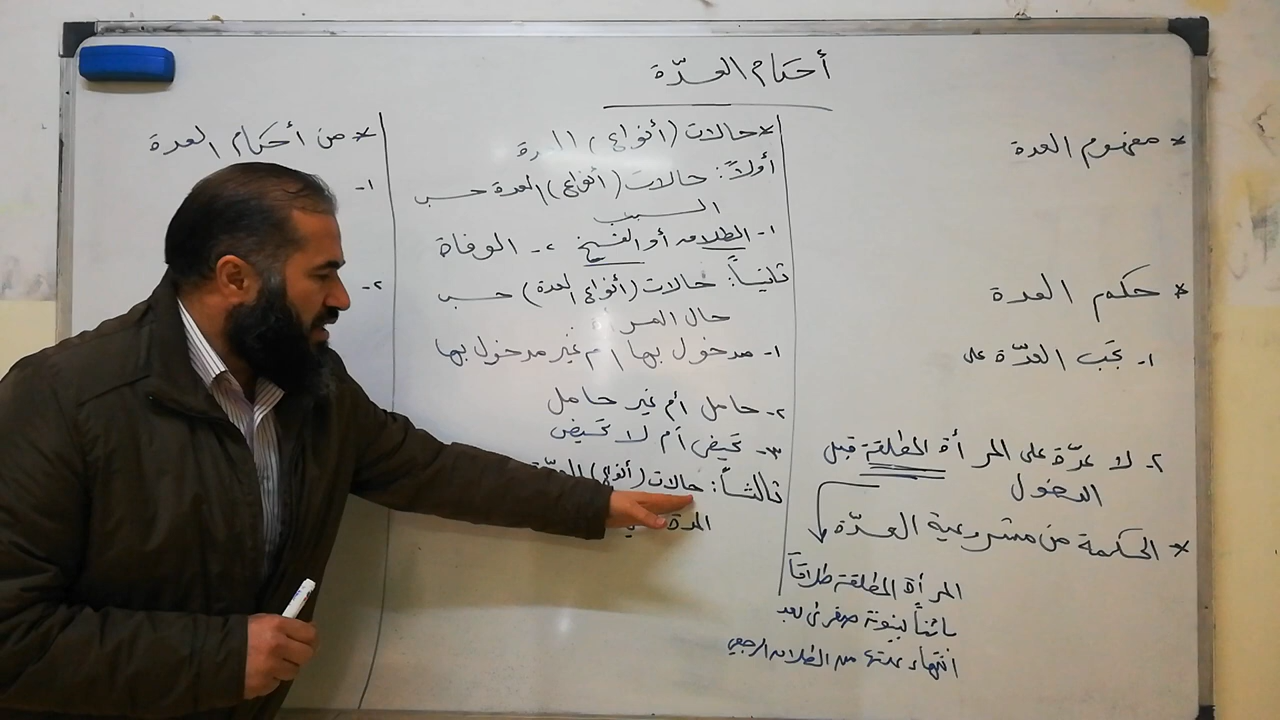 أحكام العدّة
* مفهوم العدة
* حكم العدة
١- تجب العدّة على
٢- لا عدّة على المرأة المطلقة قبل
الدخول
* الحكمة من مشروعية العدّة
المرأة المطلقة طلاقاً
بائناً بينونة صغرى بعد
انتهاء عدتها من الطلاق الرجعي
* حالات (أنواع) العدة
أولاً: حالات (أنواع) العدة حسب
السبب
١- الطلاق أو الفسخ ٢- الوفاة
ثانياً: حالات (أنواع العدة) حسب
حال المرأة
١- مدخول بها أم غير مدخول بها
٢- حامل أم غير حامل
٣- تحيض أم لا تحيض
ثالثاً: حالات (أنواع) العدّة
المدة
* من أحكام العدة
١-
٢-